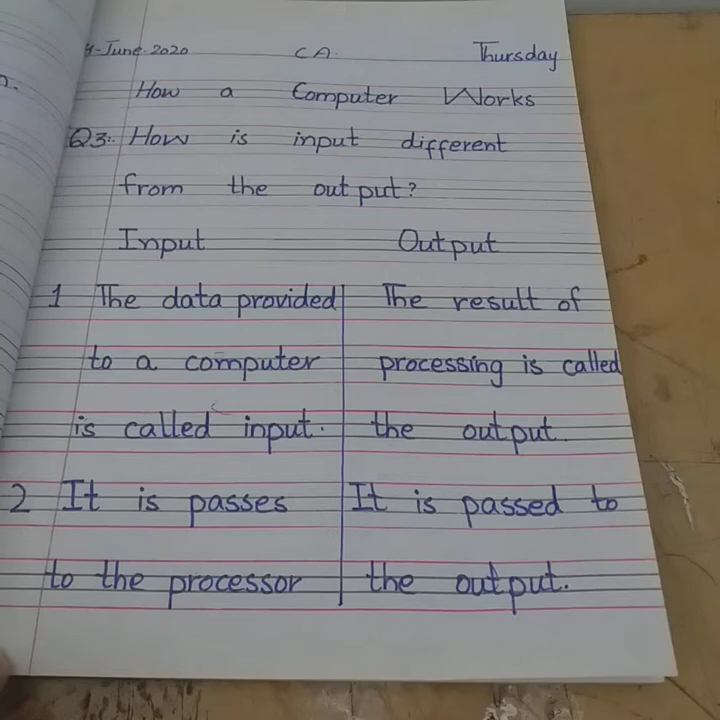 4-June-2020 CA Thursday
How a Computer Works
Q3:. How is input different
from the output?
Input Output
1 The data provided The result of
to a computer processing is called
is called input. the output.
2 It is passes It is passed to
to the processor the output.